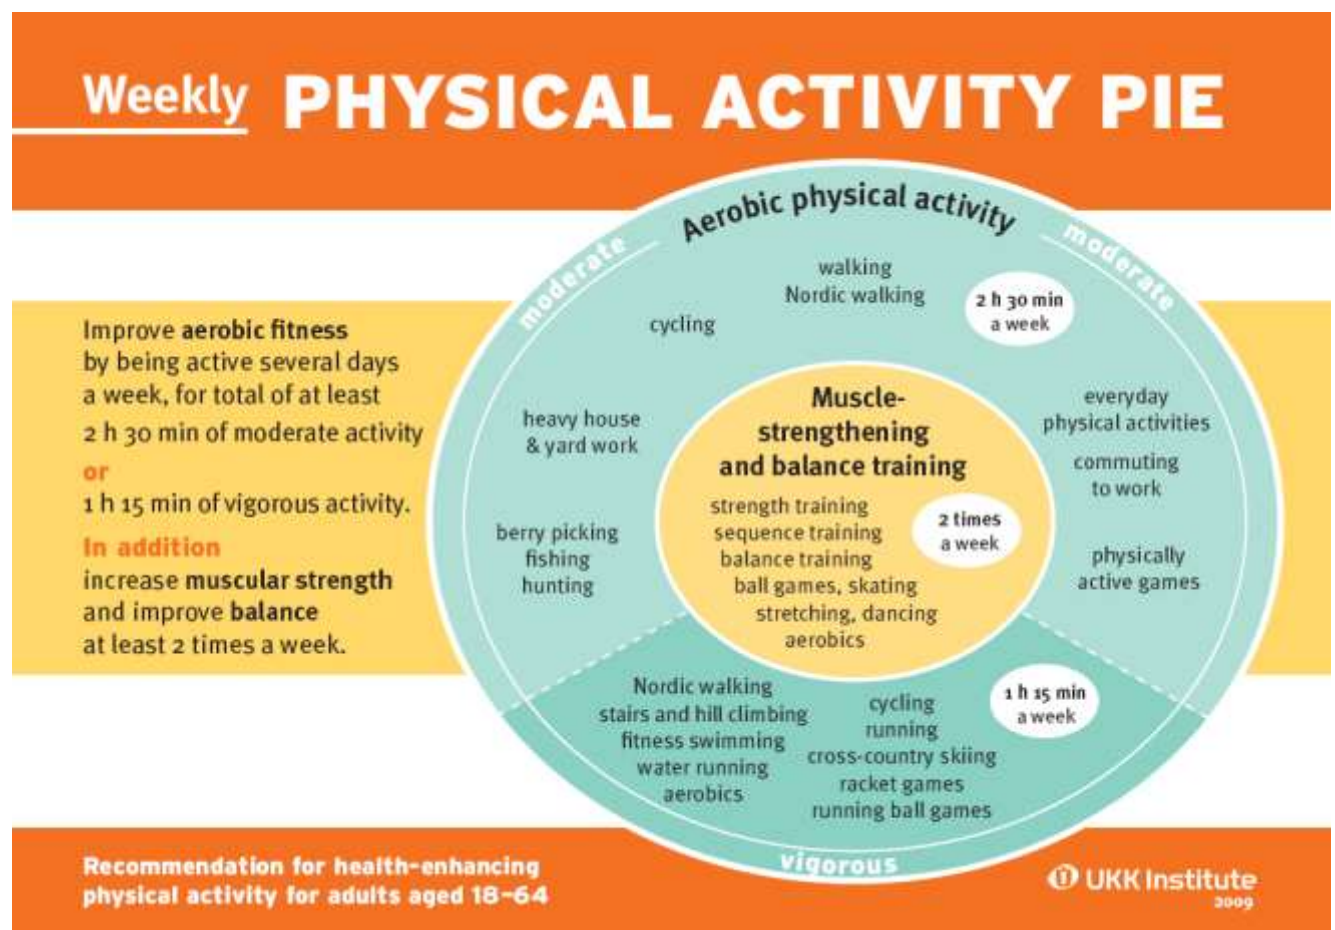 Weekly PHYSICAL ACTIVITY PIE
Improve aerobic fitness
by being active several days
a week, for total of at least
2 h 30 min of moderate activity
or
1 h 15 min of vigorous activity.
In addition
increase muscular strength
and improve balance
at least 2 times a week.
Aerobic physical activity
moderate
moderate
walking
Nordic walking
2 h 30 min
a week
cycling
heavy house
& yard work
berry picking
fishing
hunting
everyday
physical activities
commuting
to work
physically
active games
Muscle-
strengthening
and balance training
strength training
sequence training
balance training
ball games, skating
stretching, dancing
aerobics
2 times
a week
Nordic walking
stairs and hill climbing
fitness swimming
water running
aerobics
cycling
running
cross-country skiing
racket games
running ball games
1 h 15 min
a week
vigorous
Recommendation for health-enhancing
physical activity for adults aged 18–64
UKK Institute
2009